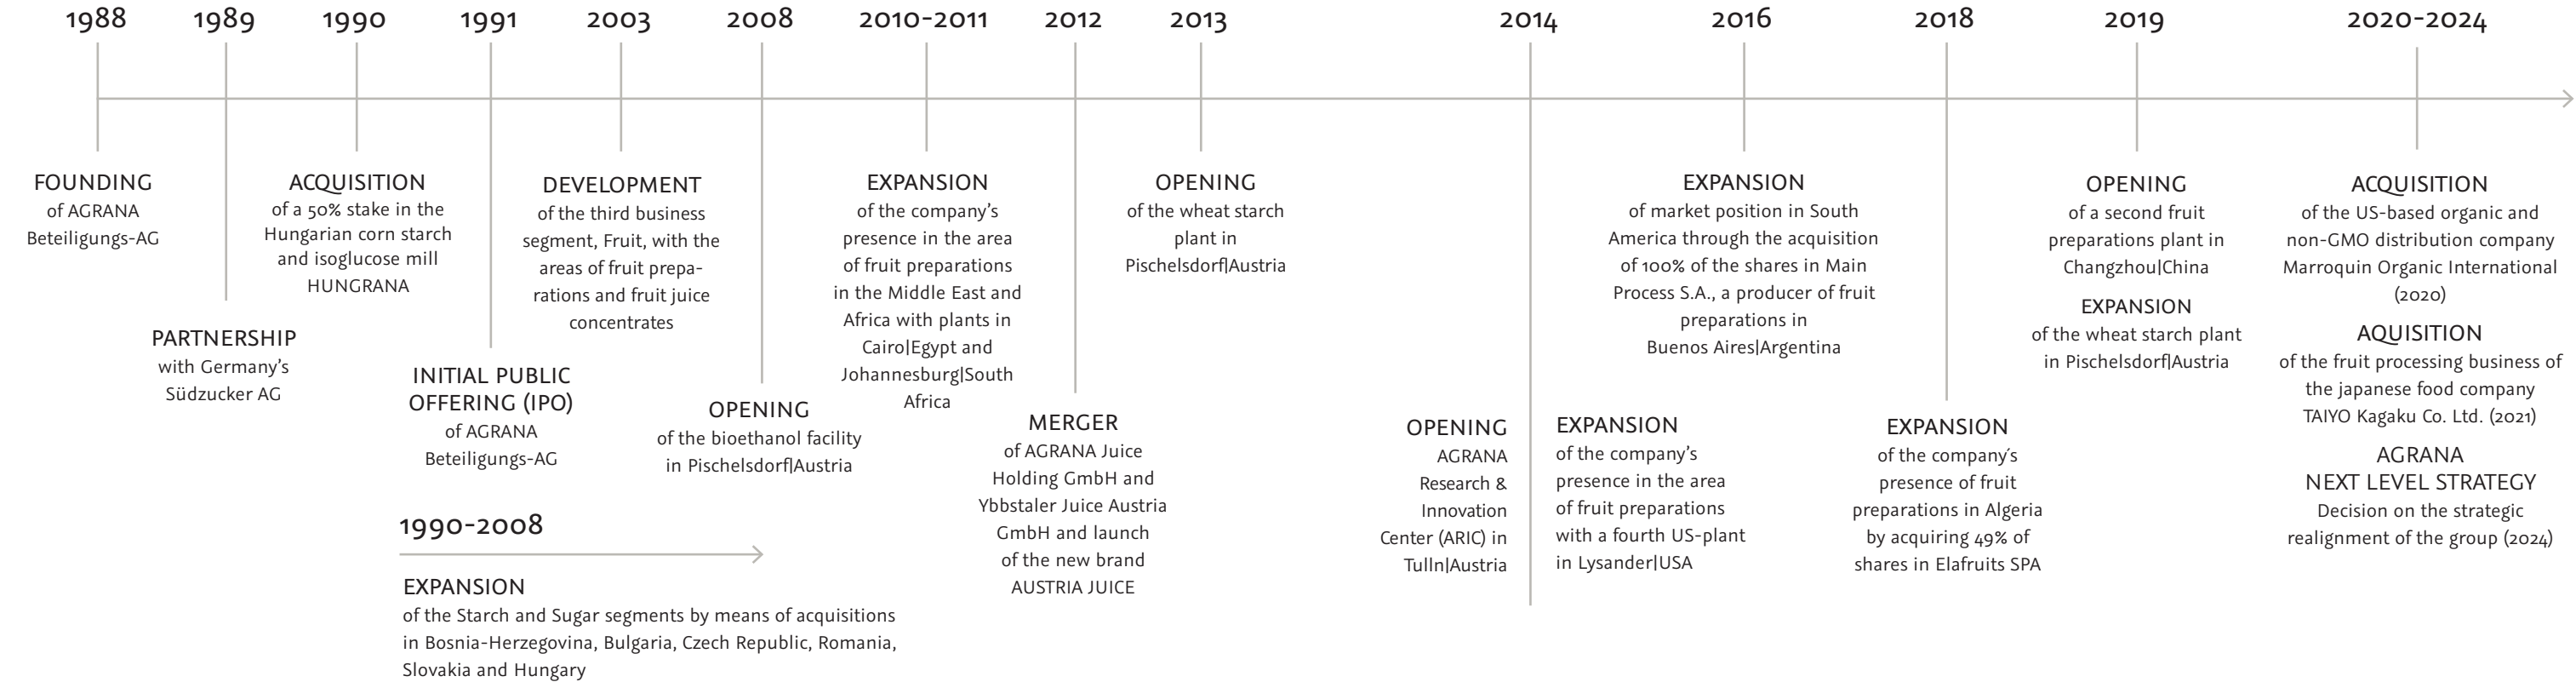 1988
FOUNDING
of AGRANA
Beteiligungs-AG
1989
PARTNERSHIP
with Germany’s
Südzucker AG
1990
ACQUISITION
of a 50% stake in the
Hungarian corn starch
and isoglucose mill
HUNGRANA
1991
INITIAL PUBLIC
OFFERING (IPO)
of AGRANA
Beteiligungs-AG
2003
DEVELOPMENT
of the third business
segment, Fruit, with the
areas of fruit prepa-
rations and fruit juice
concentrates
2008
OPENING
of the bioethanol facility
in Pischelsdorf|Austria
1990-2008
EXPANSION
of the Starch and Sugar segments by means of acquisitions
in Bosnia-Herzegovina, Bulgaria, Czech Republic, Romania,
Slovakia and Hungary
2010-2011
EXPANSION
of the company’s
presence in the area
of fruit preparations
in the Middle East and
Africa with plants in
Cairo|Egypt and
Johannesburg|South
Africa
2012
MERGER
of AGRANA Juice
Holding GmbH and
Ybbstaler Juice Austria
GmbH and launch
of the new brand
AUSTRIA JUICE
2013
OPENING
of the wheat starch
plant in
Pischelsdorf|Austria
2014
OPENING
AGRANA
Research &
Innovation
Center (ARIC) in
Tulln|Austria
EXPANSION
of the company’s
presence in the area
of fruit preparations
with a fourth US-plant
in Lysander|USA
2016
EXPANSION
of market position in South
America through the acquisition
of 100% of the shares in Main
Process S.A., a producer of fruit
preparations in
Buenos Aires|Argentina
2018
EXPANSION
of the company´s
presence of fruit
preparations in Algeria
by acquiring 49% of
shares in Elafruits SPA
2019
OPENING
of a second fruit
preparations plant in
Changzhou|China
EXPANSION
of the wheat starch plant
in Pischelsdorf|Austria
2020-2024
ACQUISITION
of the US-based organic and
non-GMO distribution company
Marroquin Organic International
(2020)
AQUISITION
of the fruit processing business of
the japanese food company
TAIYO Kagaku Co. Ltd. (2021)
AGRANA
NEXT LEVEL STRATEGY
Decision on the strategic
realignment of the group (2024)